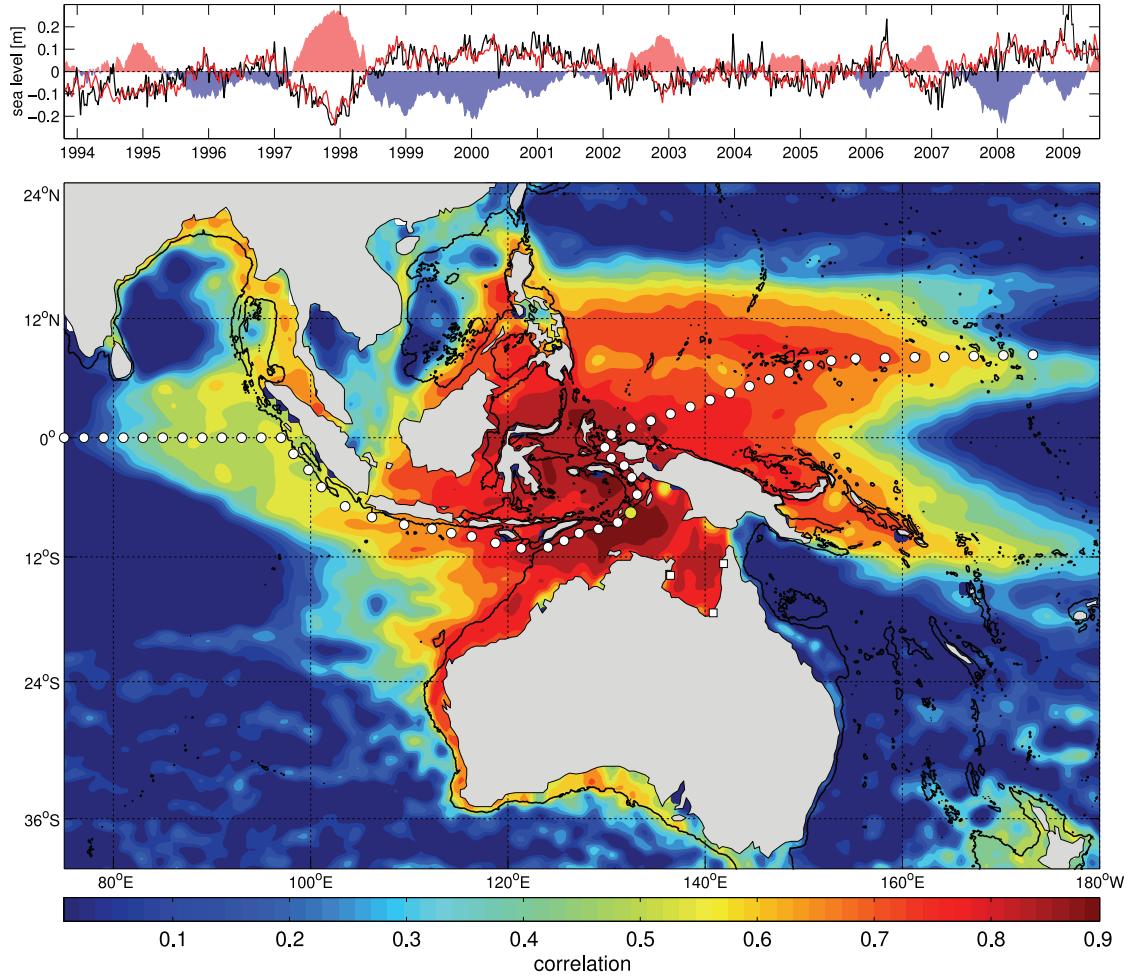 sea level [m]
0.2
0.1
0
−0.1
−0.2
1994 1995 1996 1997 1998 1999 2000 2001 2002 2003 2004 2005 2006 2007 2008 2009
24°N
12°N
0°
12°S
24°S
36°S
80°E 100°E 120°E 140°E 160°E 180°W
0.1 0.2 0.3 0.4 0.5 0.6 0.7 0.8 0.9
correlation